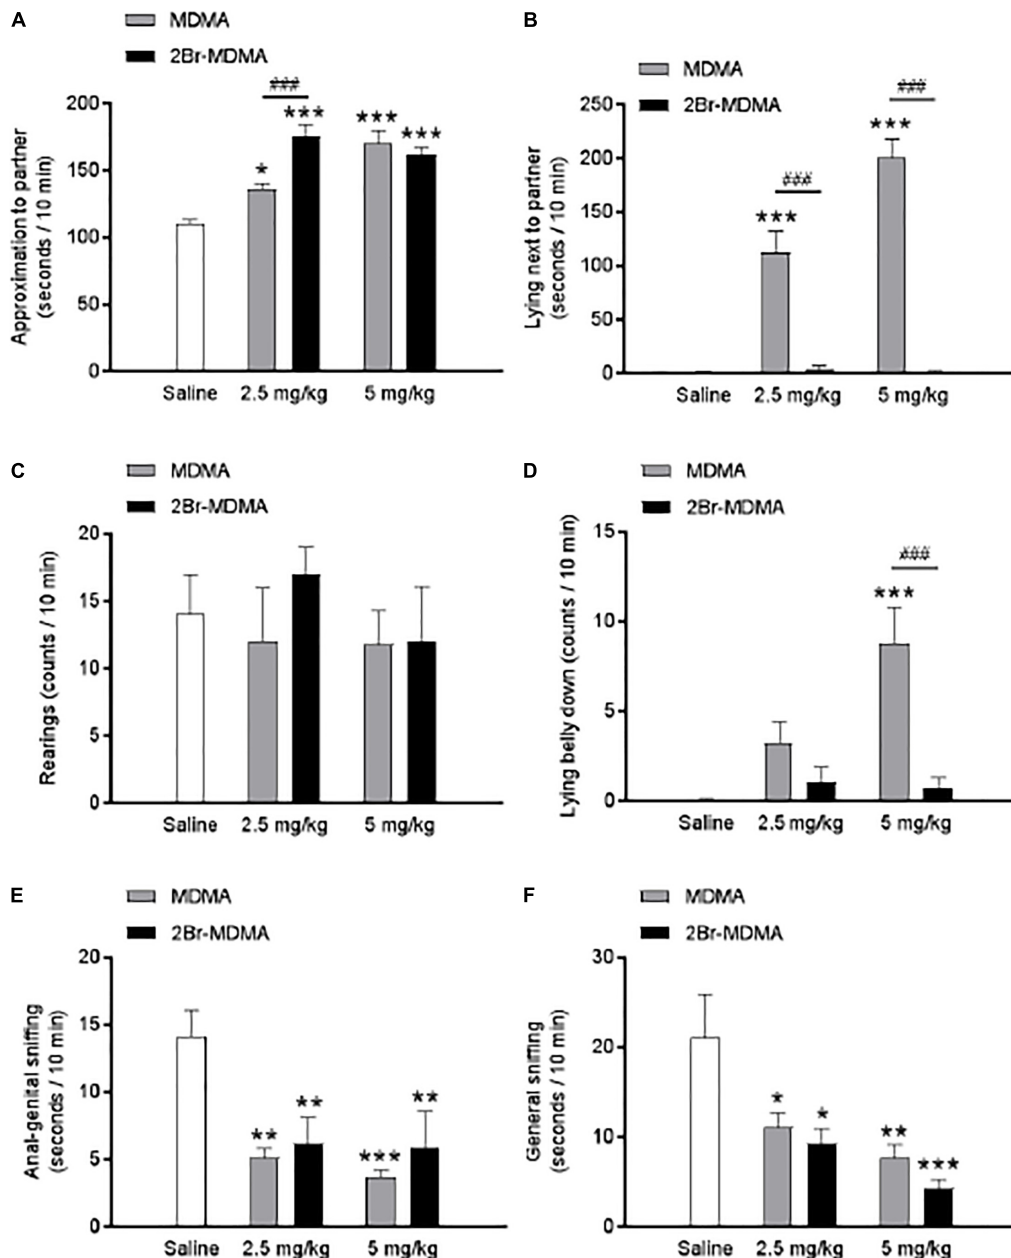 A
MDMA
2Br-MDMA
###
***
*
***
***
200
150
100
50
0
Approximation to partner
(seconds / 10 min)
Saline 2.5 mg/kg 5 mg/kg
B
MDMA
2Br-MDMA
###
***
###
***
250
200
150
100
50
0
Lying next to partner
(seconds / 10 min)
Saline 2.5 mg/kg 5 mg/kg
C
MDMA
2Br-MDMA
20
15
10
5
0
Rearings (counts / 10 min)
Saline 2.5 mg/kg 5 mg/kg
D
MDMA
2Br-MDMA
###
***
15
10
5
0
Lying belly down (counts / 10 min)
Saline 2.5 mg/kg 5 mg/kg
E
MDMA
2Br-MDMA
20
15
10
5
0
**
**
***
**
Anal-genital sniffing
(seconds / 10 min)
Saline 2.5 mg/kg 5 mg/kg
F
MDMA
2Br-MDMA
30
20
10
0
*
*
**
***
General sniffing
(seconds / 10 min)
Saline 2.5 mg/kg 5 mg/kg